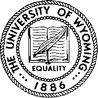 THE UNIVERSITY OF WYOMING
EQUALITY
1886